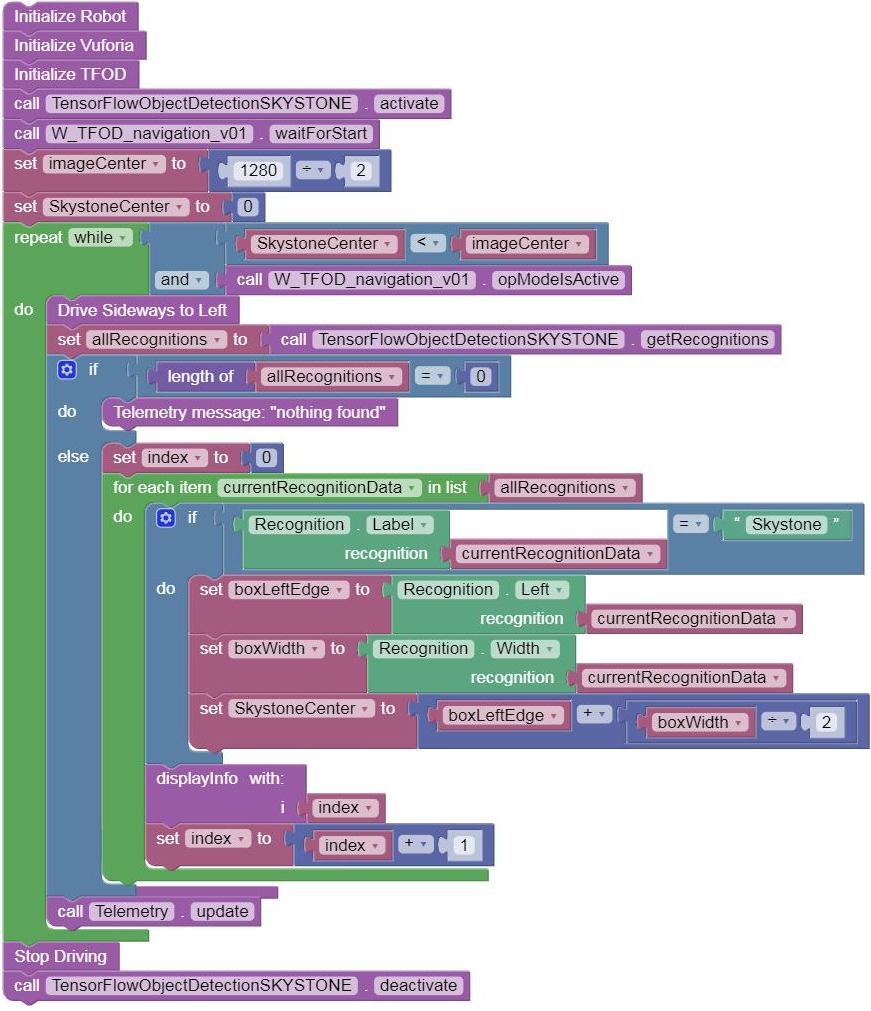 Initialize Robot
Initialize Vuforia
Initialize TFOD
call TensorFlowObjectDetectionSKYSTONE . activate
call W_TFOD_navigation_v01 . waitForStart
set imageCenter to 1280 ÷ 2
set SkystoneCenter to 0
repeat while SkystoneCenter < imageCenter
and call W_TFOD_navigation_v01 . opModeIsActive
do Drive Sideways to Left
set allRecognitions to call TensorFlowObjectDetectionSKYSTONE . getRecognitions
if length of allRecognitions = 0
do Telemetry message: "nothing found"
else set index to 0
for each item currentRecognitionData in list allRecognitions
do if Recognition . Label = “ Skystone ”
recognition currentRecognitionData
do set boxLeftEdge to Recognition . Left
recognition currentRecognitionData
set boxWidth to Recognition . Width
recognition currentRecognitionData
set SkystoneCenter to boxLeftEdge + boxWidth ÷ 2
displayInfo with:
i index
set index to index + 1
call Telemetry . update
Stop Driving
call TensorFlowObjectDetectionSKYSTONE . deactivate